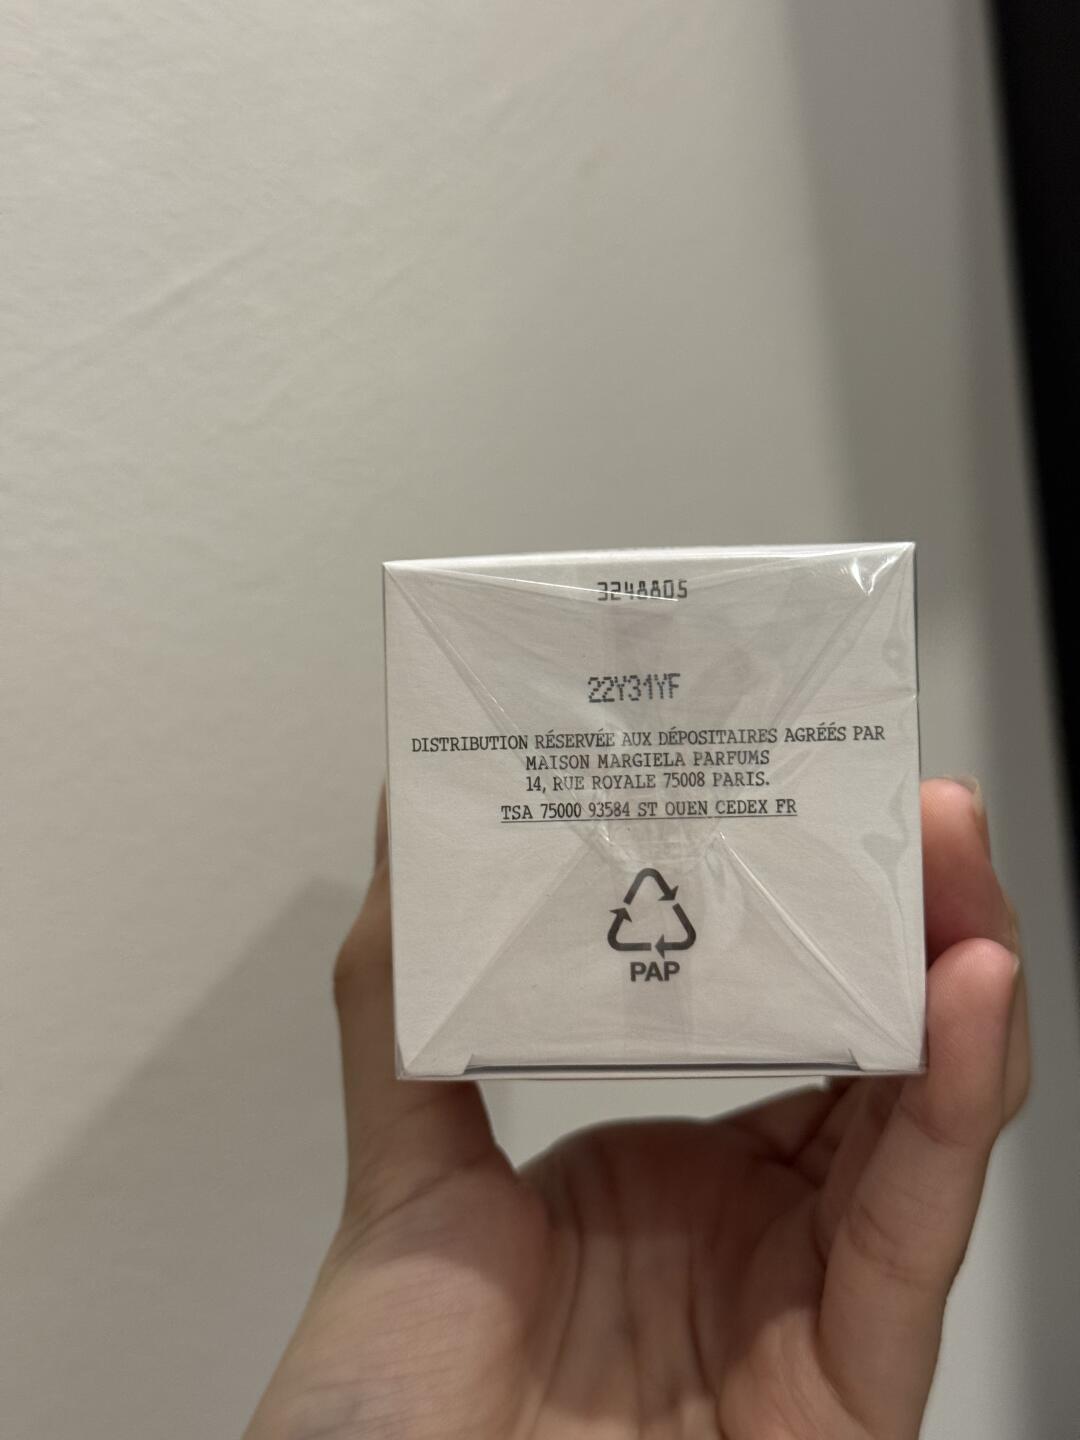 3248805
22Y31YF
DISTRIBUTION RÉSERVÉE AUX DÉPOSITAIRES AGRÉÉS PAR
MAISON MARGIELA PARFUMS
14, RUE ROYALE 75008 PARIS.
TSA 75000 93584 ST OUEN CEDEX FR
PAP